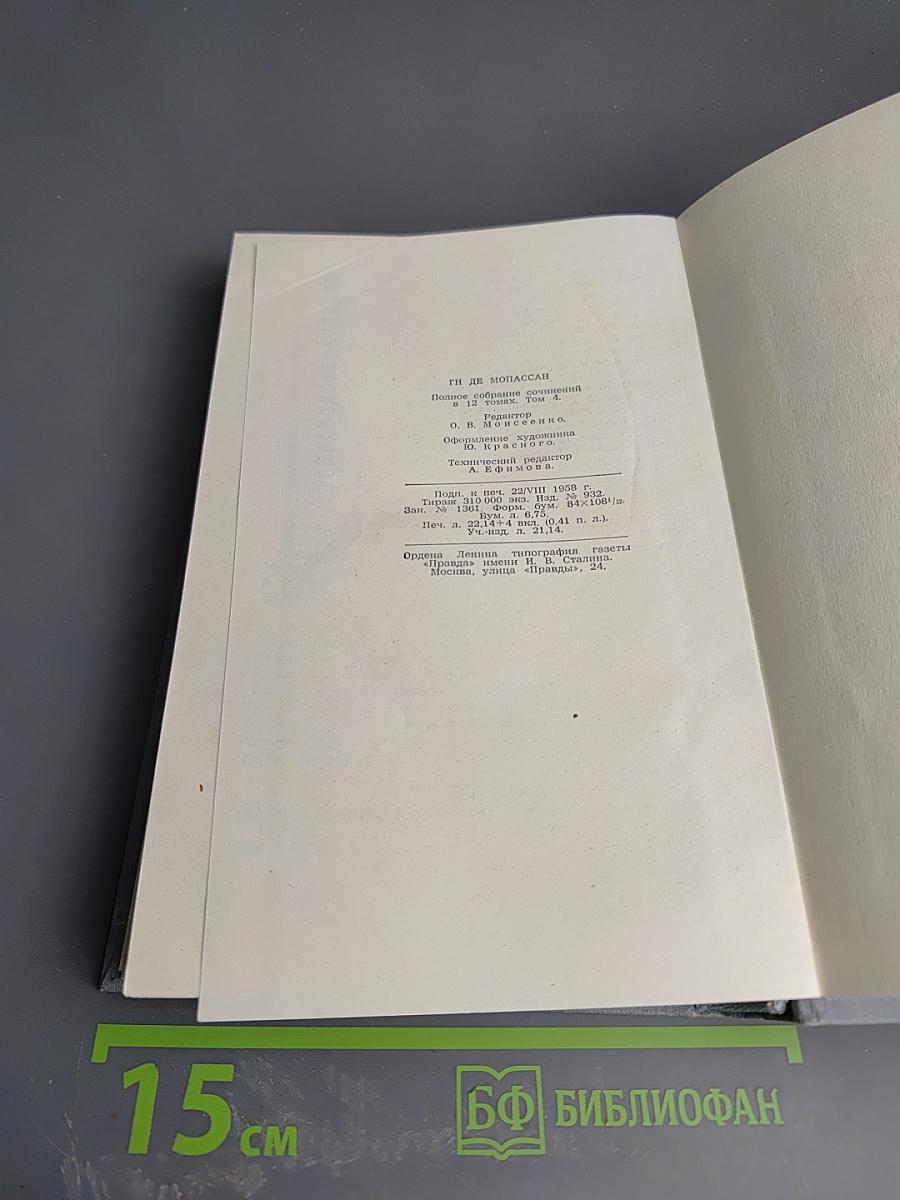 ГИ ДЕ МОПАССАН
Полное собрание сочинений
в 12 томах. Том 4.
Редактор
О. В. Моисеенко.
Оформление художника
Ю. Красного.
Технический редактор
А. Ефимова.
Подп. к печ. 22/VIII 1958 г.
Тираж 310 000 экз. Изд. № 932.
Зак. № 1361. Форм. бум. 84×108¹/₃₂.
Бум. л. 6,75.
Печ. л. 22,14+4 вкл. (0,41 п. л.).
Уч.-изд. л. 21,14.
Ордена Ленина типография газеты
«Правда» имени И. В. Сталина.
Москва, улица «Правды», 24.
15 см
БФ БИБЛИОФАН